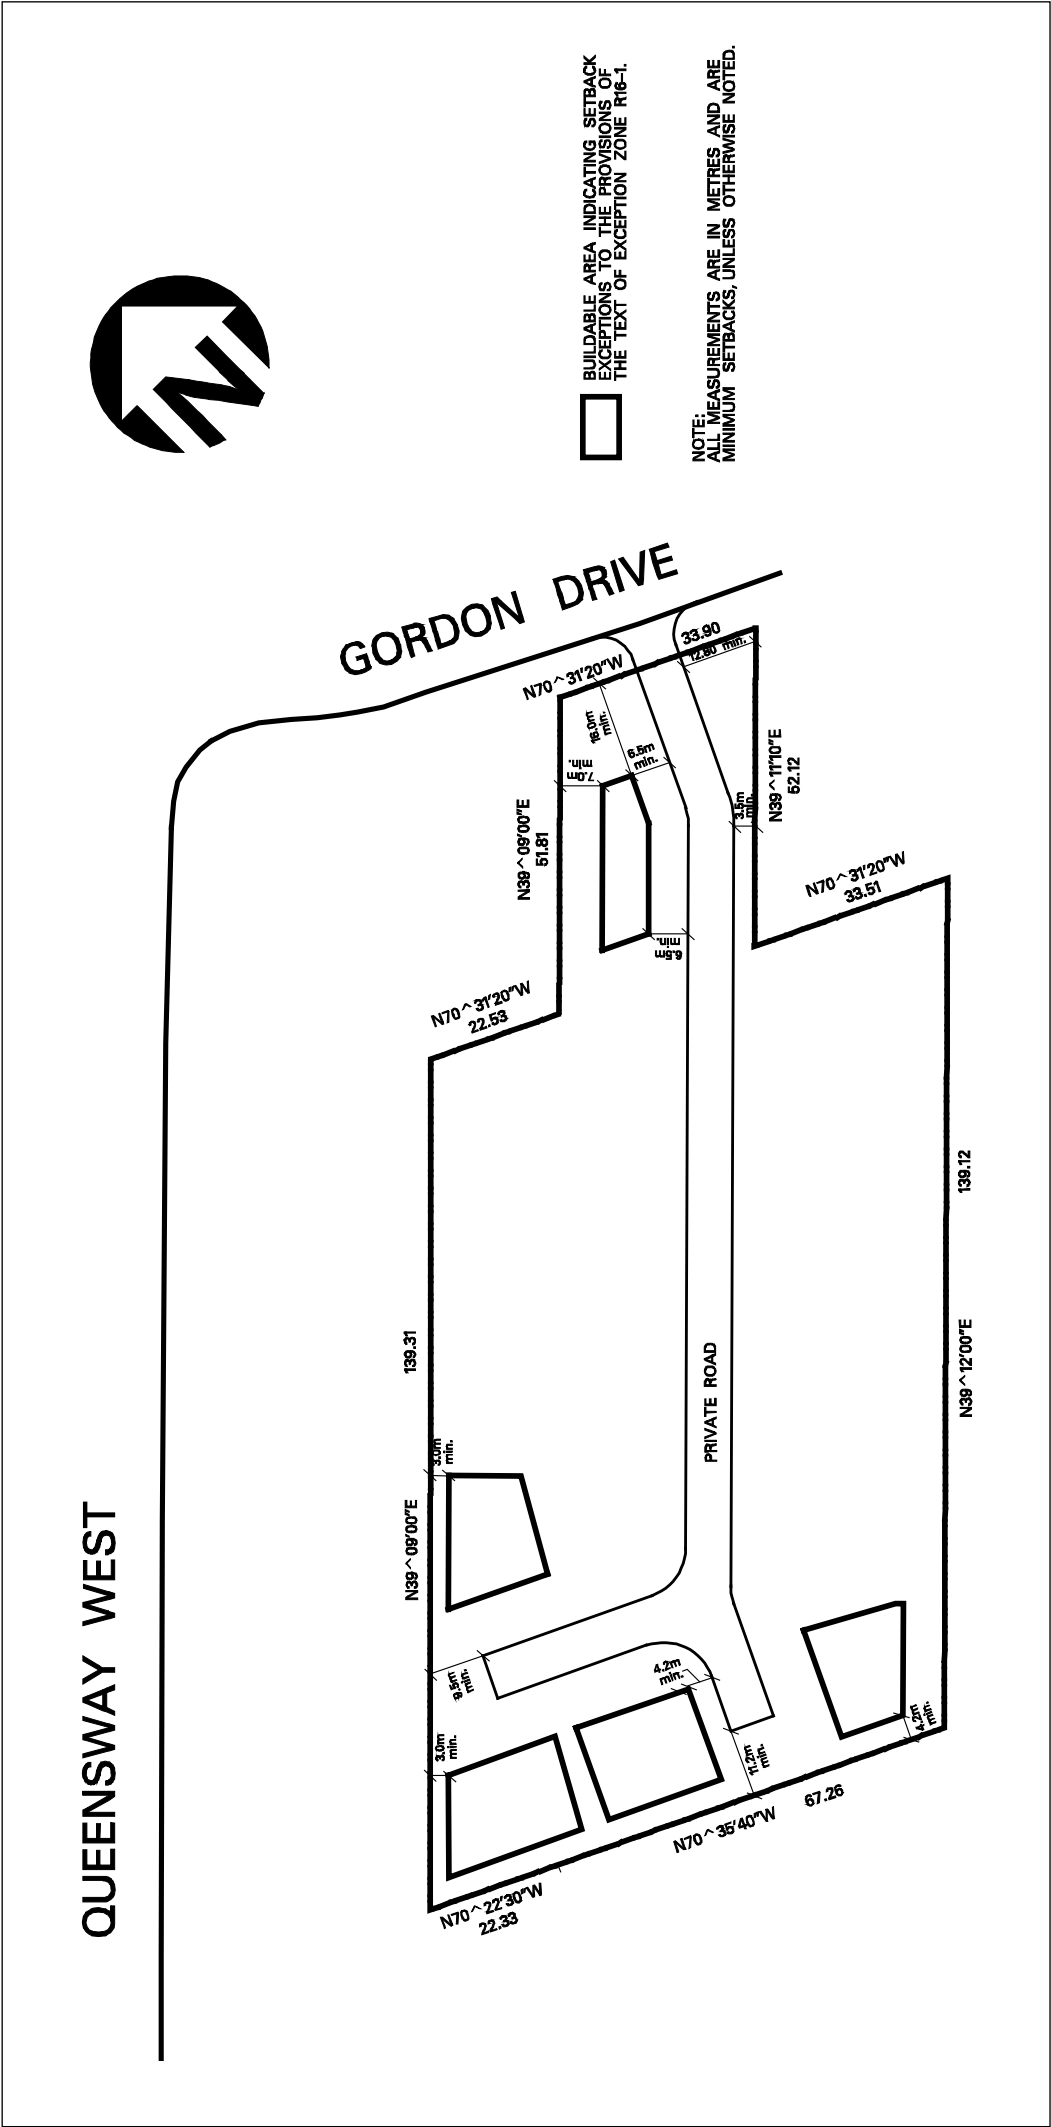 BUILDABLE AREA INDICATING SETBACK
EXCEPTIONS TO THE PROVISIONS OF
THE TEXT OF EXCEPTION ZONE R16-1.
NOTE:
ALL MEASUREMENTS ARE IN METRES AND ARE
MINIMUM SETBACKS, UNLESS OTHERWISE NOTED.
N
GORDON DRIVE
33.90
12.80 min.
N70^31'20"W
16.0m
min.
6.5m
min.
7.0m
min.
N39^11'10"E
52.12
3.5m
min.
N39^09'00"E
51.81
N70^31'20"W
33.51
6.5m
min.
N70^31'20"W
22.53
139.12
139.31
PRIVATE ROAD
N39^12'00"E
3.0m
min.
N39^09'00"E
QUEENSWAY WEST
9.5m
min.
4.2m
min.
4.2m
min.
3.0m
min.
11.2m
min.
67.26
N70^35'40"W
N70^22'30"W
22.33